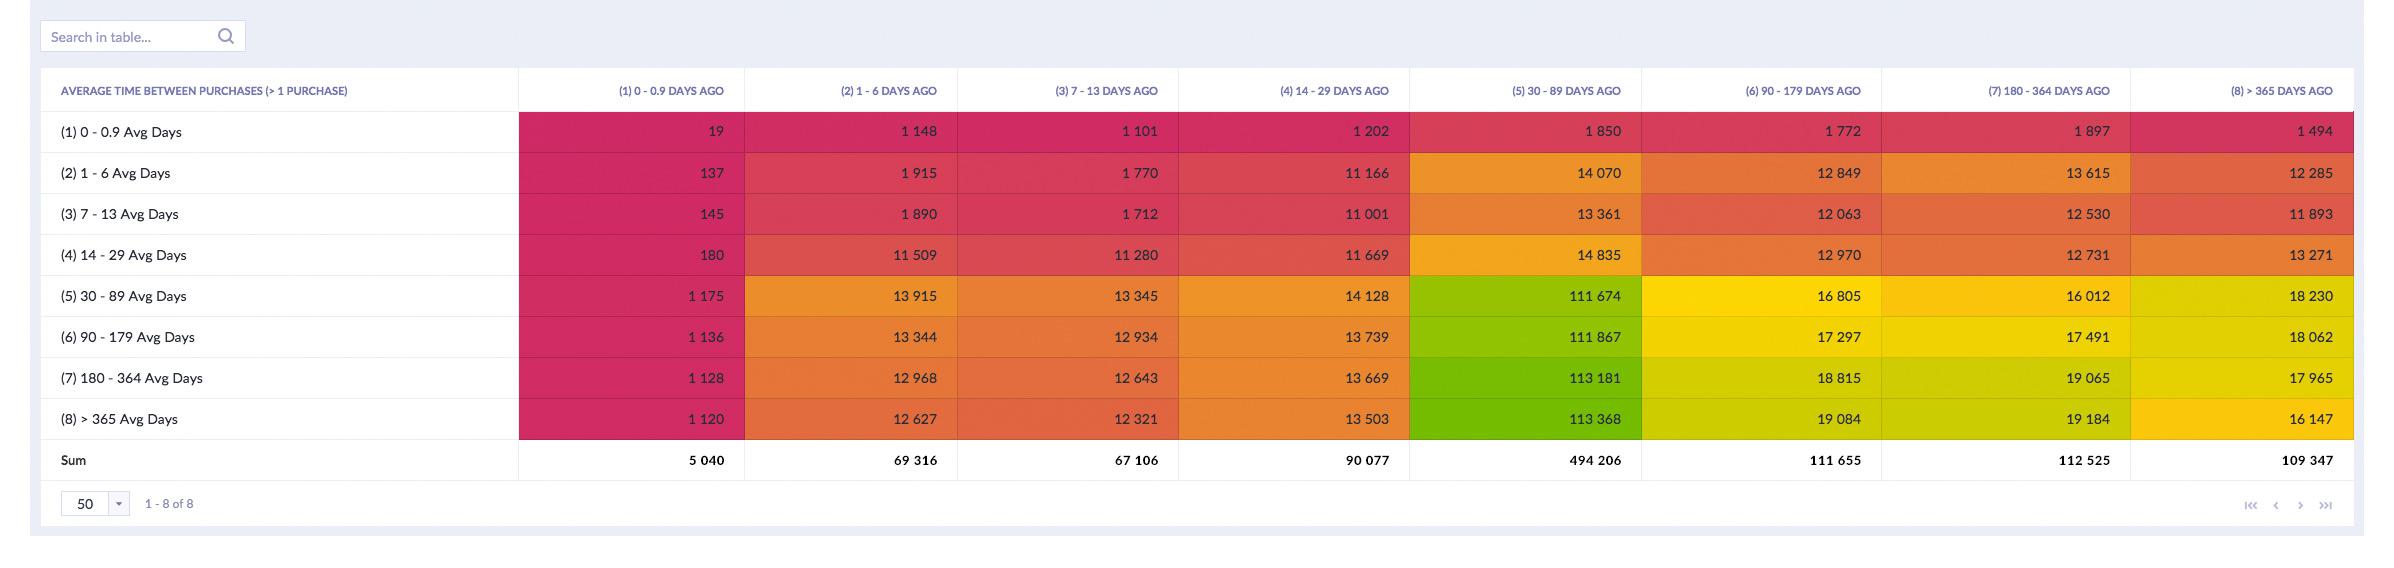 Search in table...
AVERAGE TIME BETWEEN PURCHASES (> 1 PURCHASE) (1) 0 - 0.9 DAYS AGO (2) 1 - 6 DAYS AGO (3) 7 - 13 DAYS AGO (4) 14 - 29 DAYS AGO (5) 30 - 89 DAYS AGO (6) 90 - 179 DAYS AGO (7) 180 - 364 DAYS AGO (8) > 365 DAYS AGO
(1) 0 - 0.9 Avg Days 19 1 148 1 101 1 202 1 850 1 772 1 897 1 494
(2) 1 - 6 Avg Days 137 1 915 1 770 11 166 14 070 12 849 13 615 12 285
(3) 7 - 13 Avg Days 145 1 890 1 712 11 001 13 361 12 063 12 530 11 893
(4) 14 - 29 Avg Days 180 11 509 11 280 11 669 14 835 12 970 12 731 13 271
(5) 30 - 89 Avg Days 1 175 13 915 13 345 14 128 111 674 16 805 16 012 18 230
(6) 90 - 179 Avg Days 1 136 13 344 12 934 13 739 111 867 17 297 17 491 18 062
(7) 180 - 364 Avg Days 1 128 12 968 12 643 13 669 113 181 18 815 19 065 17 965
(8) > 365 Avg Days 1 120 12 627 12 321 13 503 113 368 19 084 19 184 16 147
Sum 5 040 69 316 67 106 90 077 494 206 111 655 112 525 109 347
50 1 - 8 of 8